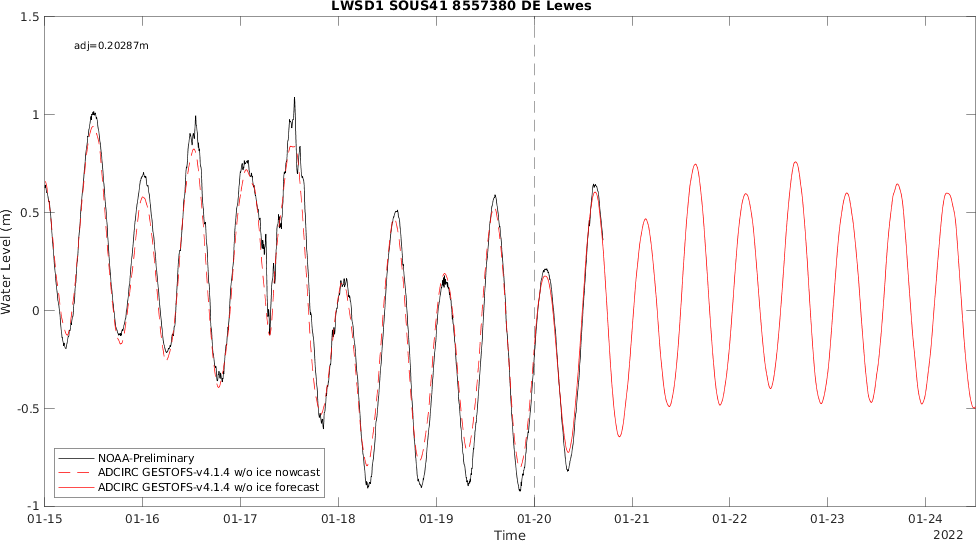 LWSD1 SOUS41 8557380 DE Lewes
adj=0.20287m
1.5
1
0.5
0
-0.5
-1
Water Level (m)
NOAA-Preliminary
ADCIRC GESTOFS-v4.1.4 w/o ice nowcast
ADCIRC GESTOFS-v4.1.4 w/o ice forecast
01-15 01-16 01-17 01-18 01-19 01-20 01-21 01-22 01-23 01-24
Time
2022